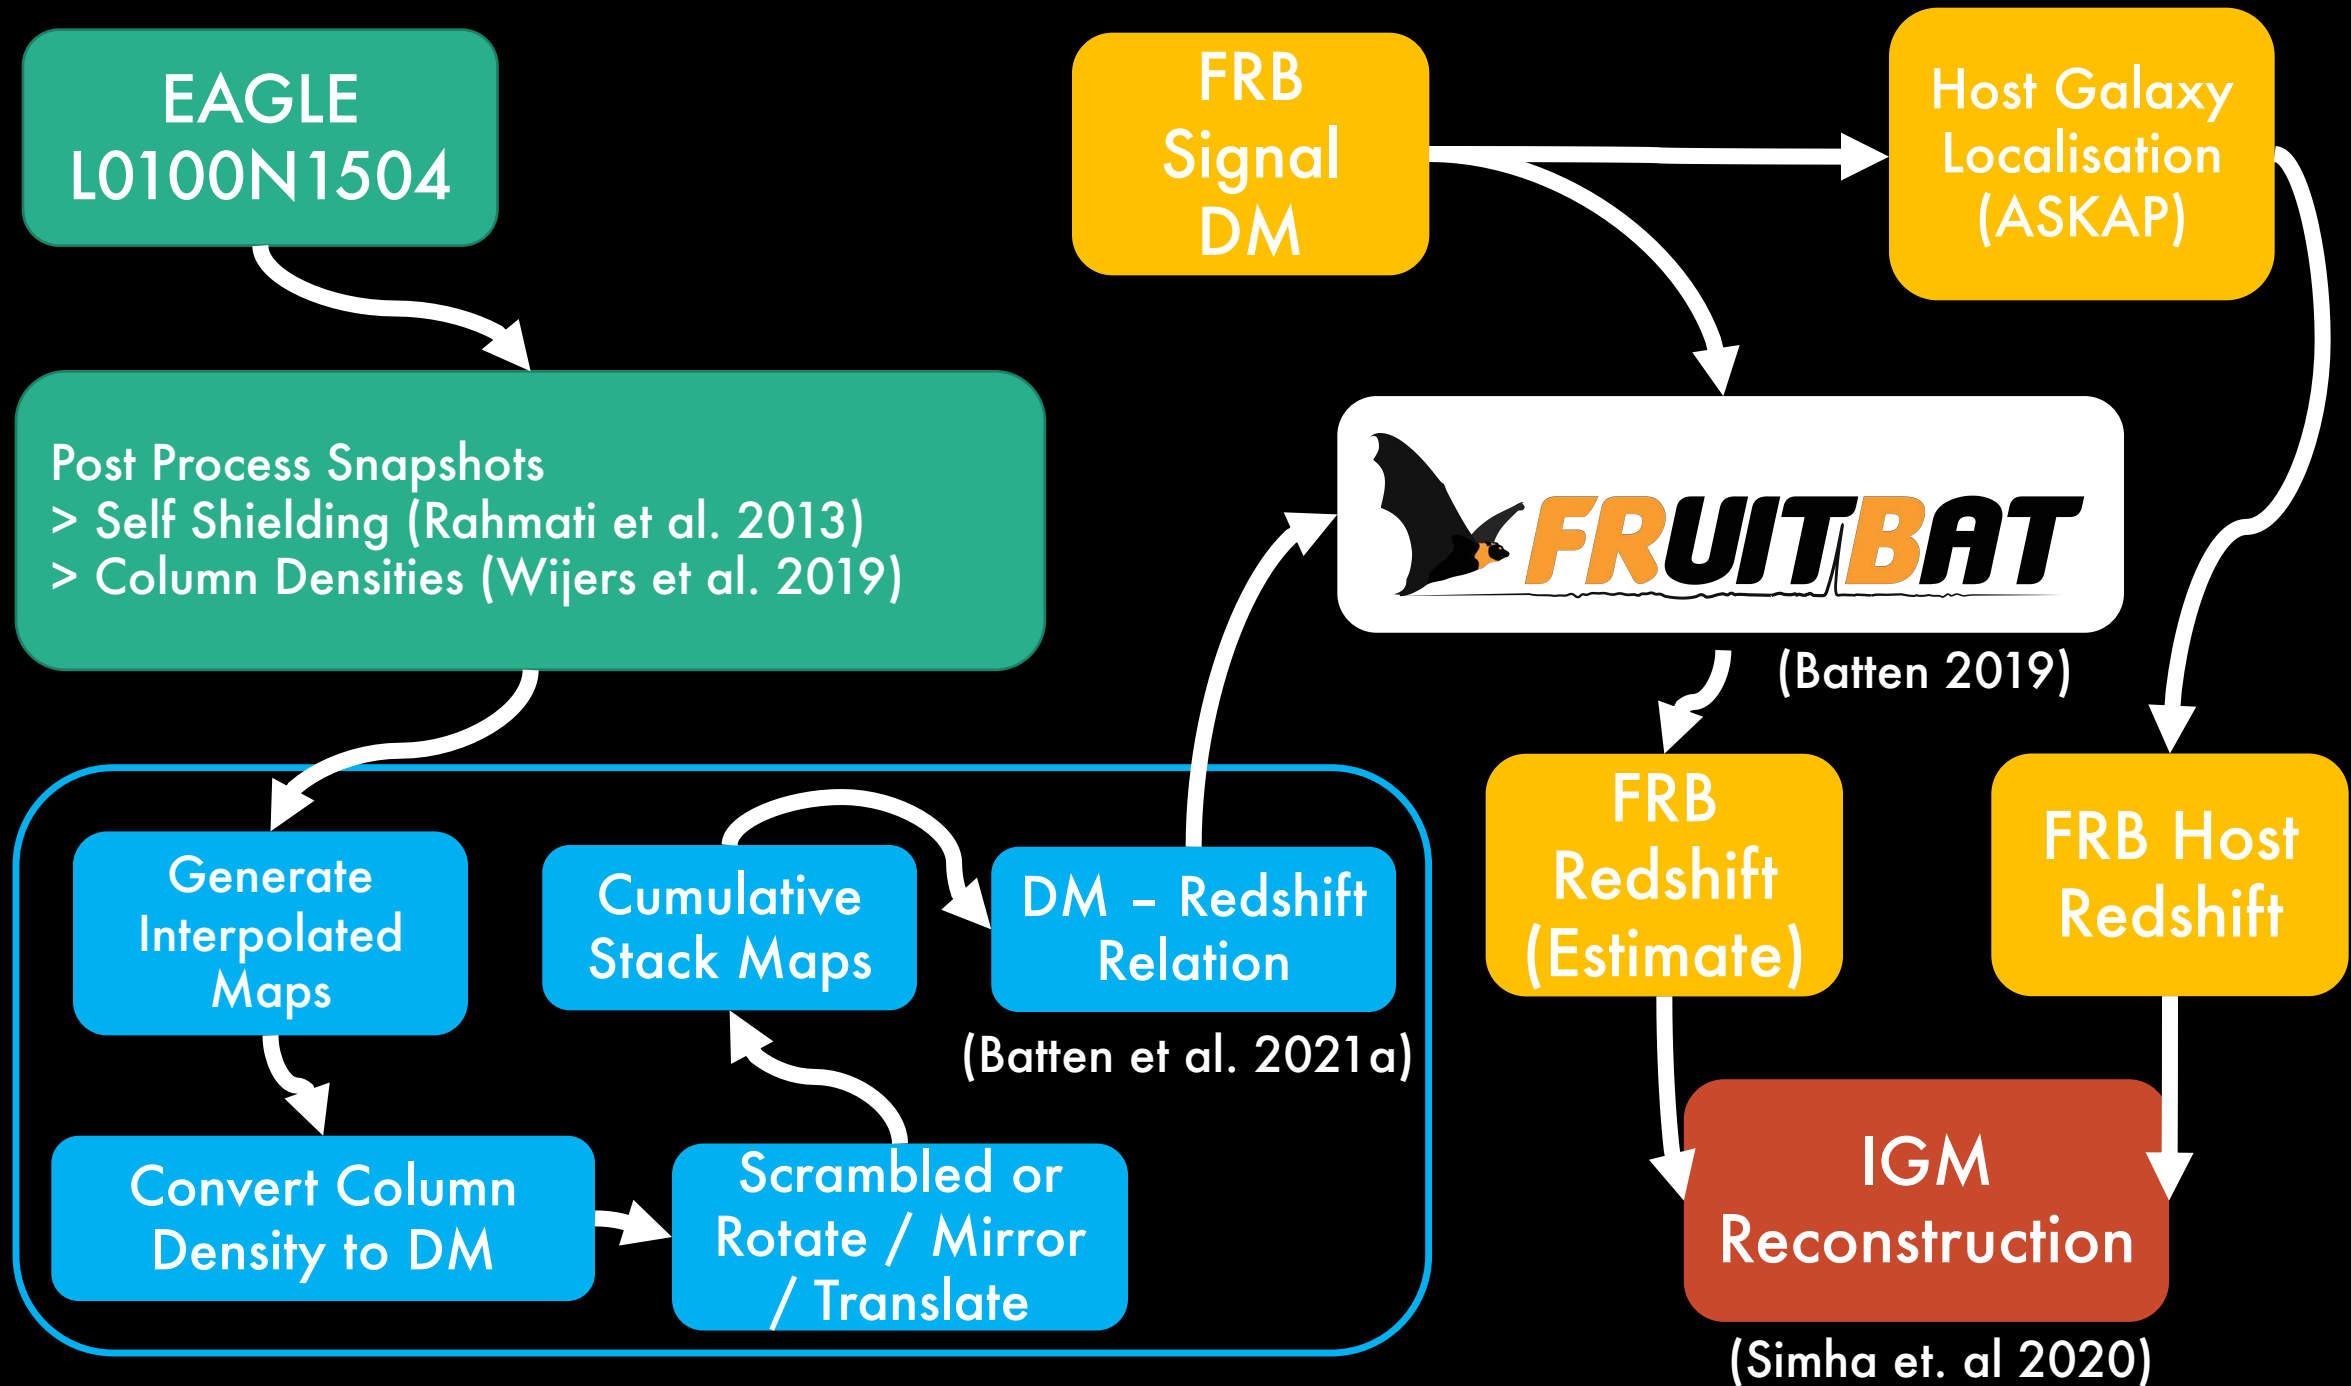 EAGLE
L0100N1504
Post Process Snapshots
> Self Shielding (Rahmati et al. 2013)
> Column Densities (Wijers et al. 2019)
Generate
Interpolated
Maps
Convert Column
Density to DM
Scrambled or
Rotate / Mirror
/ Translate
Cumulative
Stack Maps
DM – Redshift
Relation
(Batten et al. 2021a)
FRB
Signal
DM
Host Galaxy
Localisation
(ASKAP)
FRUITBAT
(Batten 2019)
FRB
Redshift
(Estimate)
FRB Host
Redshift
IGM
Reconstruction
(Simha et. al 2020)